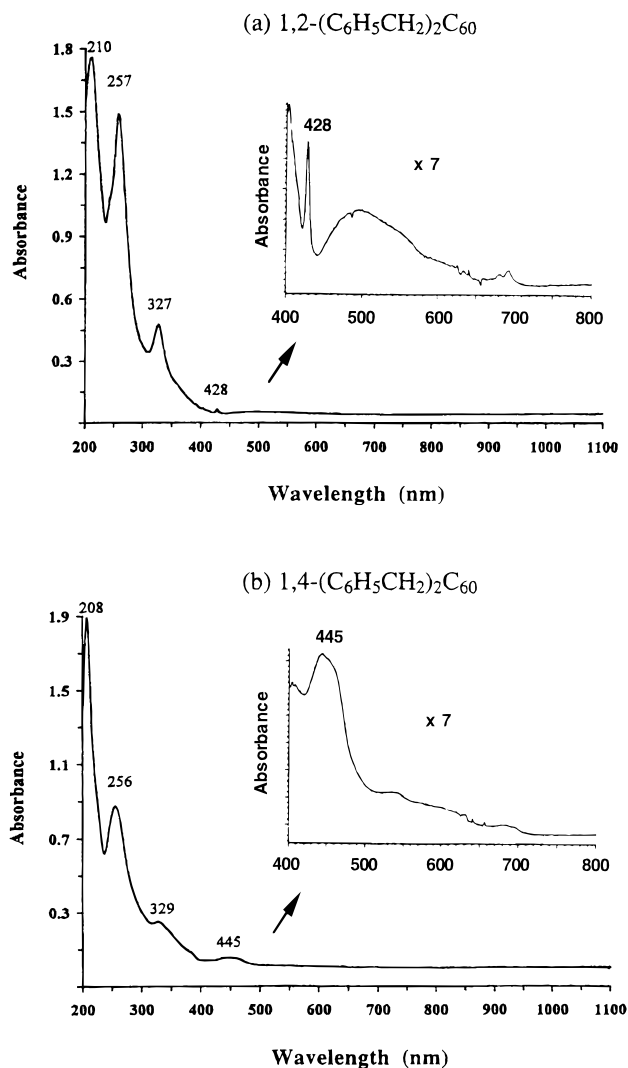 (a) 1,2-(C₆H₅CH₂)₂C₆₀
1.8
210
257
1.5
428
x 7
1.2
Absorbance
Absorbance
0.9
400 500 600 700 800
0.6
327
0.3
428
200 300 400 500 600 700 800 900 1000 1100
Wavelength (nm)
(b) 1,4-(C₆H₅CH₂)₂C₆₀
1.9
208
445
1.5
x 7
1.1
256
Absorbance
Absorbance
0.7
400 500 600 700 800
0.3
329
445
200 300 400 500 600 700 800 900 1000 1100
Wavelength (nm)